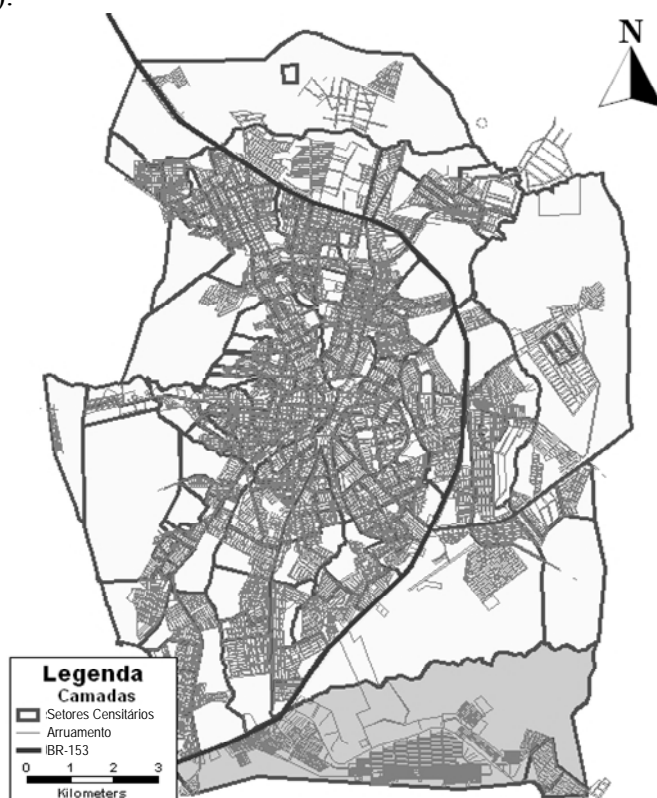 ).
N
Legenda
Camadas
Setores Censitários
Arruamento
BR-153
0 1 2 3
Kilometers